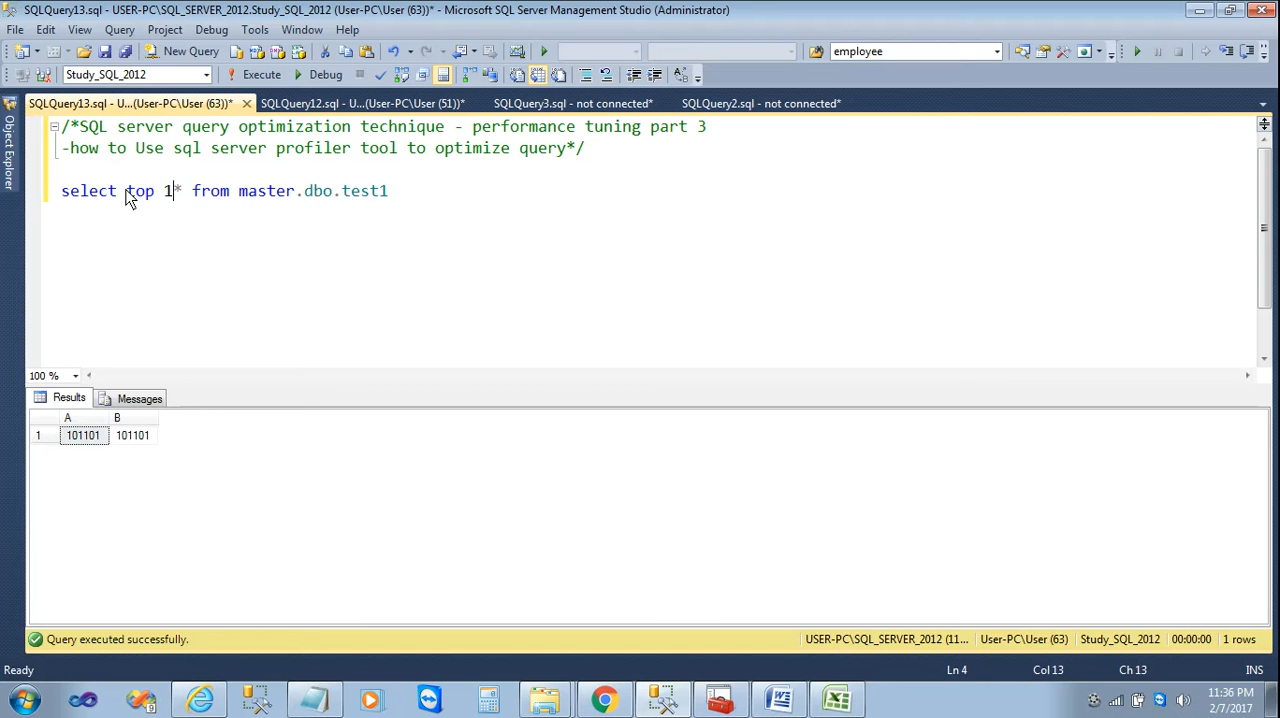 SQLQuery13.sql - USER-PC\SQL_SERVER_2012.Study_SQL_2012 (User-PC\User (63))* - Microsoft SQL Server Management Studio (Administrator)
File Edit View Query Project Debug Tools Window Help
New Query employee
Study_SQL_2012 Execute Debug
SQLQuery13.sql - U...(User-PC\User (63))* SQLQuery12.sql - U...(User-PC\User (51))* SQLQuery3.sql - not connected* SQLQuery2.sql - not connected*
Object Explorer
/*SQL server query optimization technique - performance tuning part 3
-how to Use sql server profiler tool to optimize query*/
select top 1* from master.dbo.test1
100 %
Results Messages
A B
1 101101 101101
Query executed successfully. USER-PC\SQL_SERVER_2012 (11... User-PC\User (63) Study_SQL_2012 00:00:00 1 rows
Ready Ln 4 Col 13 Ch 13 INS
11:36 PM
2/7/2017